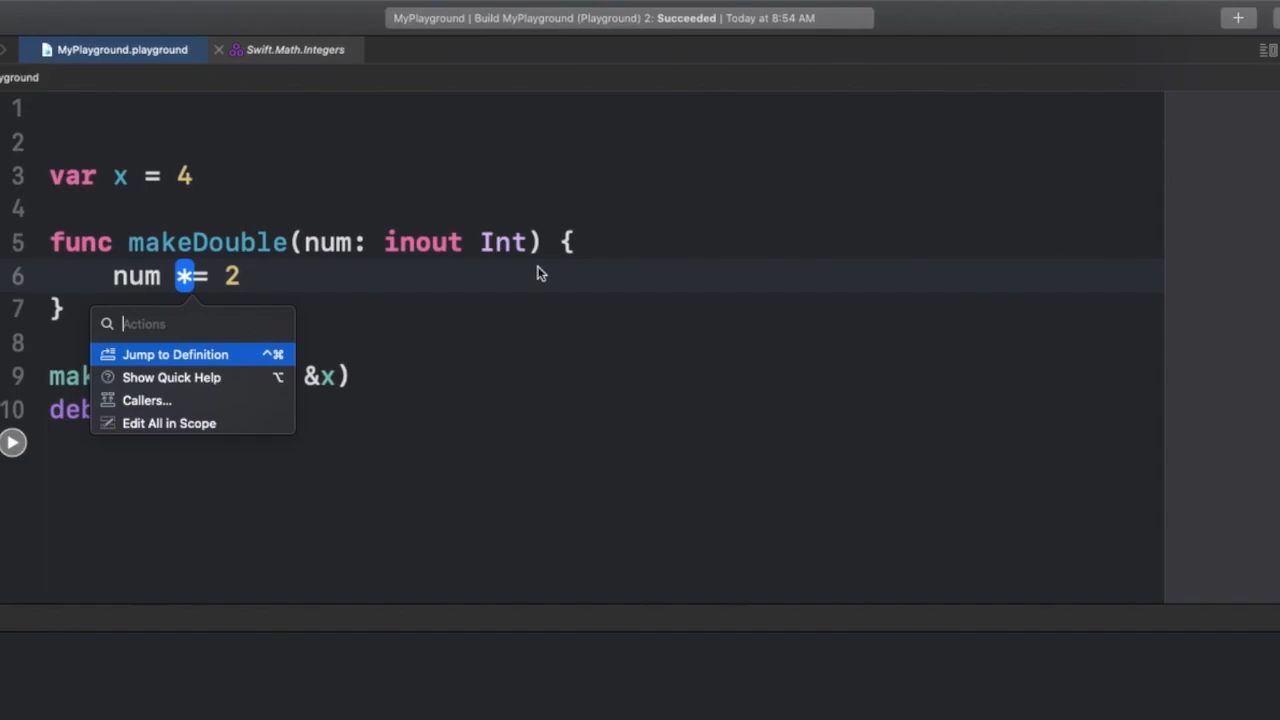 MyPlayground | Build MyPlayground (Playground) 2: Succeeded | Today at 8:54 AM
MyPlayground.playground
Swift.Math.Integers
yground
1
2
3 var x = 4
4
5 func makeDouble(num: inout Int) {
6 num *= 2
7 }
Actions
8
Jump to Definition ^⌘
9 mak &x)
Show Quick Help ⌥
Callers...
10 deb
Edit All in Scope